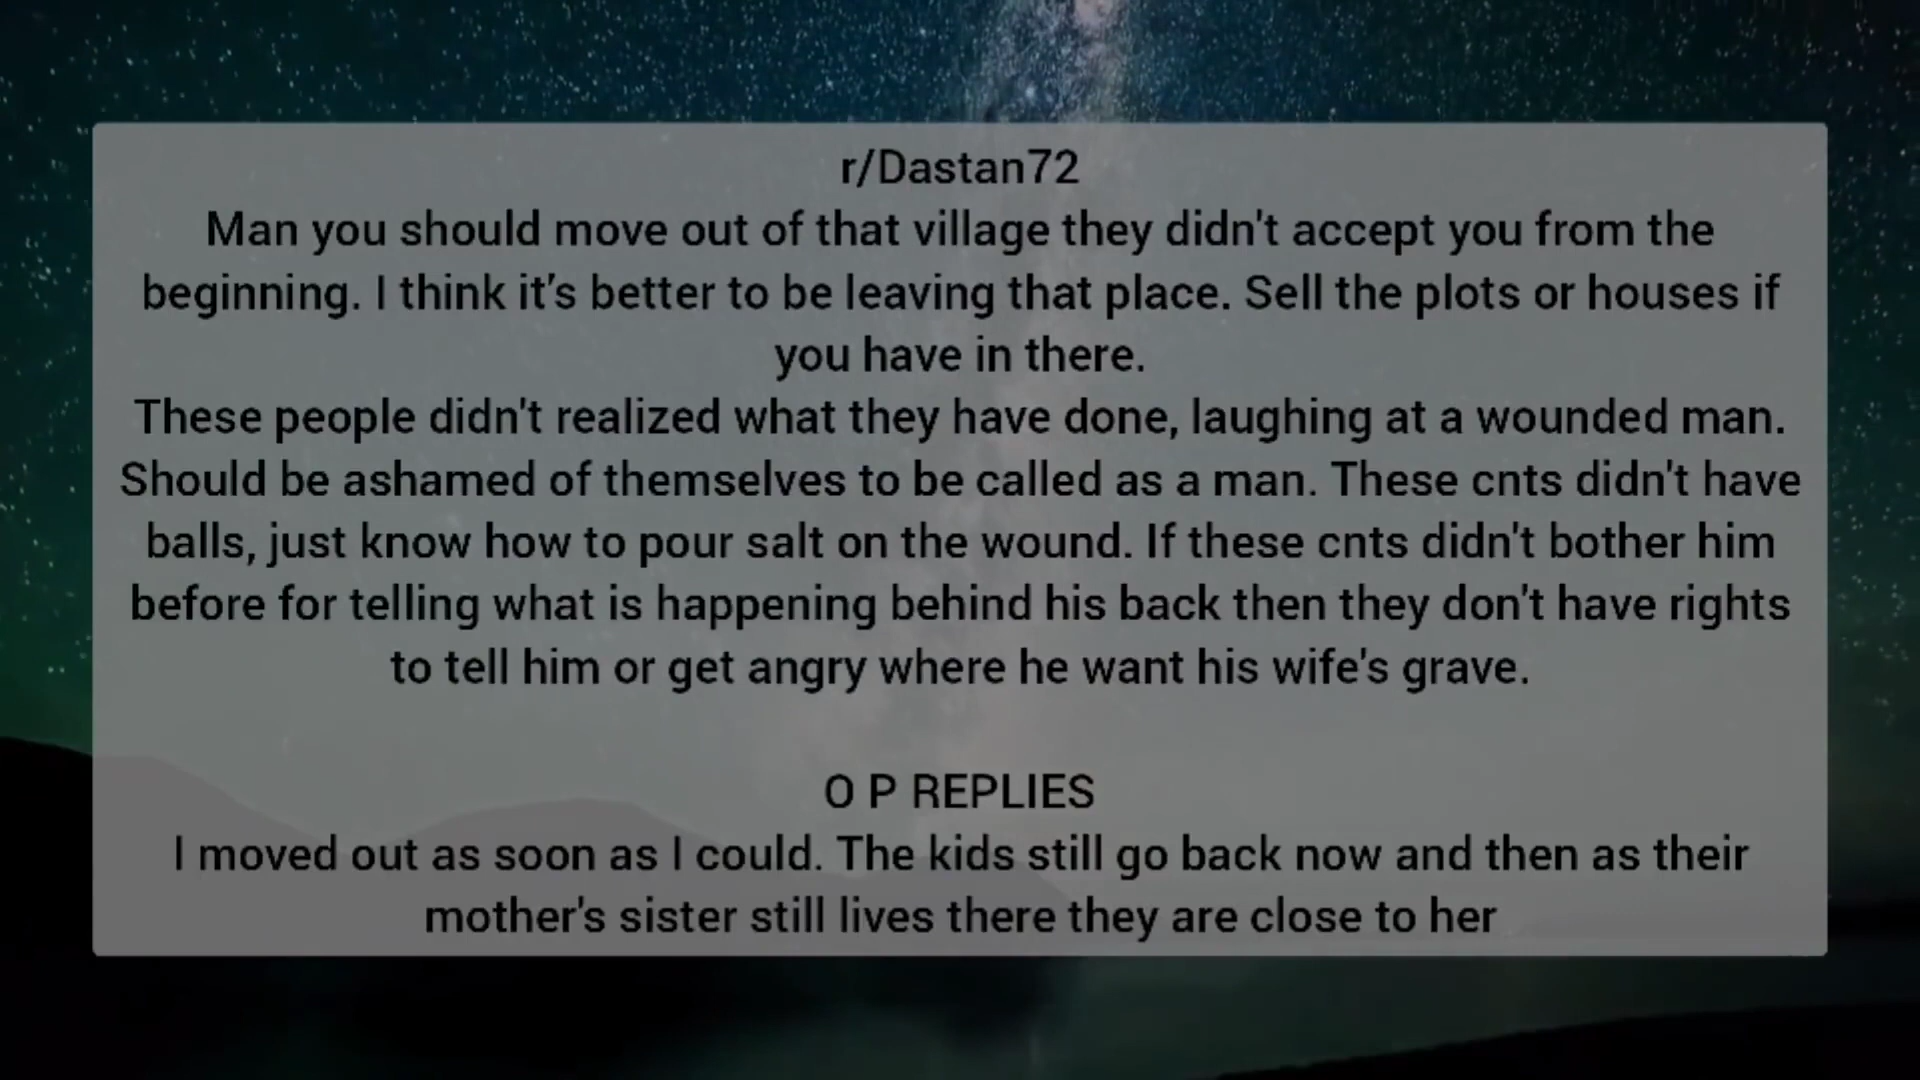 r/Dastan72
Man you should move out of that village they didn't accept you from the
beginning. I think it's better to be leaving that place. Sell the plots or houses if
you have in there.
These people didn't realized what they have done, laughing at a wounded man.
Should be ashamed of themselves to be called as a man. These cnts didn't have
balls, just know how to pour salt on the wound. If these cnts didn't bother him
before for telling what is happening behind his back then they don't have rights
to tell him or get angry where he want his wife's grave.
O P REPLIES
I moved out as soon as I could. The kids still go back now and then as their
mother's sister still lives there they are close to her